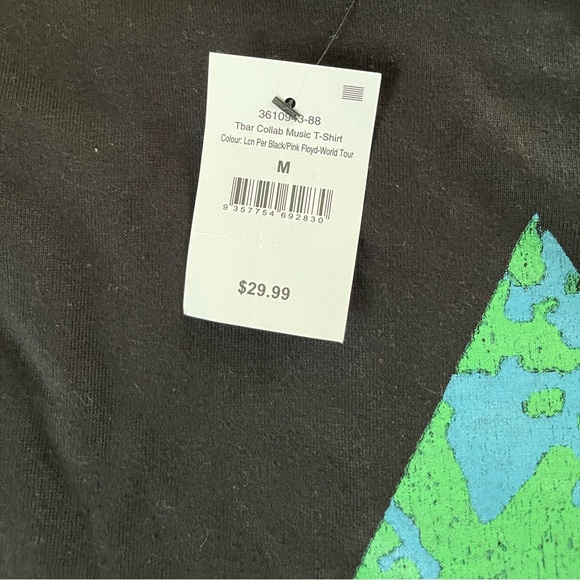 3610943-88
Tbar Collab Music T-Shirt
Colour: Lcn Per Black/Pink Floyd-World Tour
M
9 357754 692830
$29.99